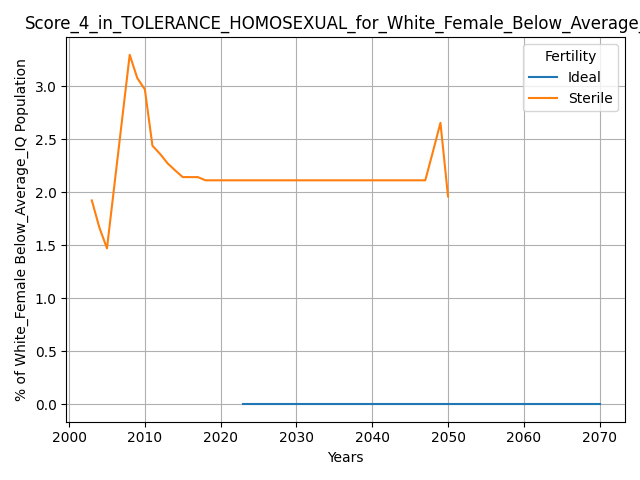 Score_4_in_TOLERANCE_HOMOSEXUAL_for_White_Female_Below_Average_
% of White_Female Below_Average_IQ Population
3.0
2.5
2.0
1.5
1.0
0.5
0.0
Fertility
Ideal
Sterile
2000 2010 2020 2030 2040 2050 2060 2070
Years